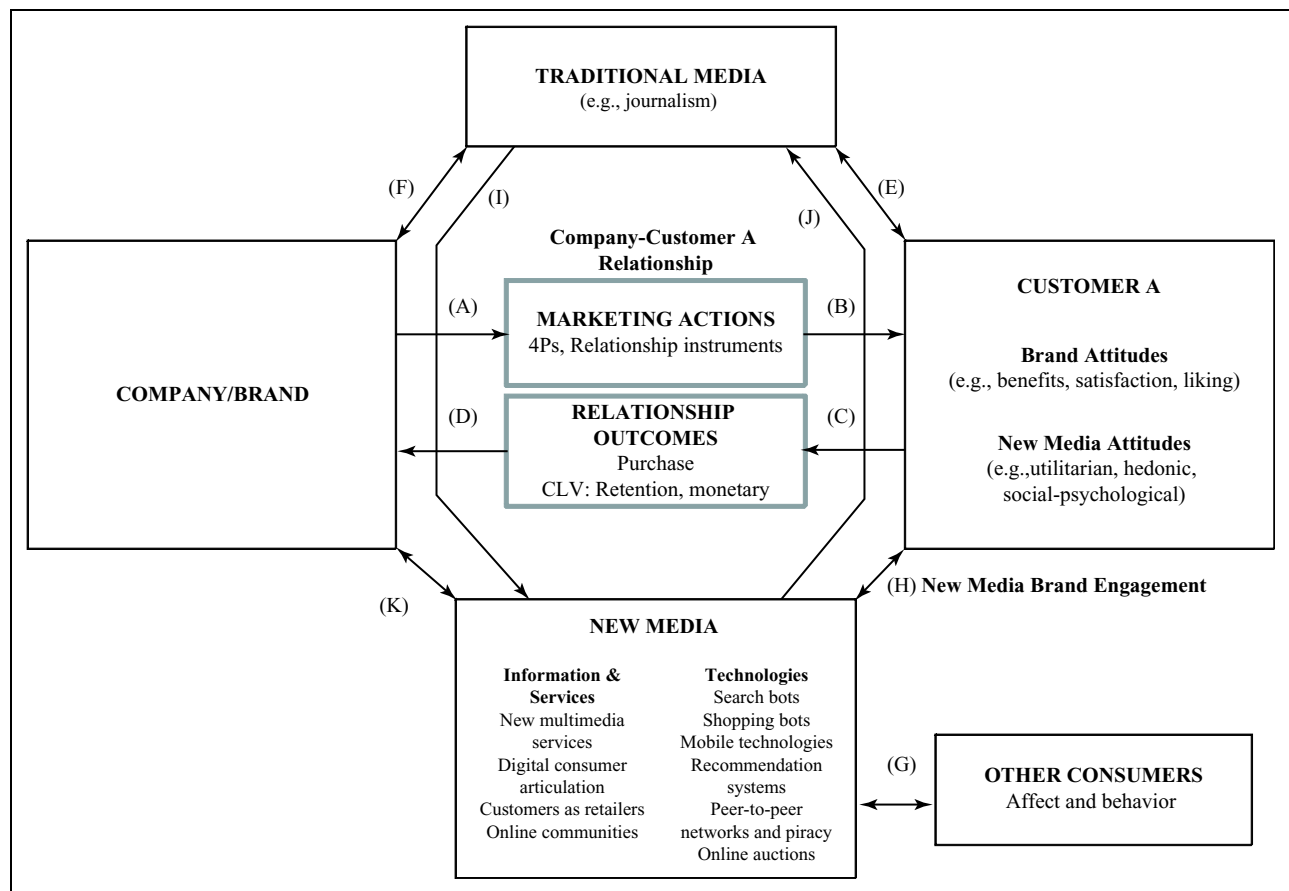 TRADITIONAL MEDIA
(e.g., journalism)
(F)
(I)
(J)
(E)
Company-Customer A
Relationship
(A)
MARKETING ACTIONS
4Ps, Relationship instruments
(B)
COMPANY/BRAND
(D)
RELATIONSHIP
OUTCOMES
Purchase
CLV: Retention, monetary
(C)
CUSTOMER A
Brand Attitudes
(e.g., benefits, satisfaction, liking)
New Media Attitudes
(e.g.,utilitarian, hedonic,
social-psychological)
(K)
(H) New Media Brand Engagement
NEW MEDIA
Information &
Services
New multimedia
services
Digital consumer
articulation
Customers as retailers
Online communities
Technologies
Search bots
Shopping bots
Mobile technologies
Recommendation
systems
Peer-to-peer
networks and piracy
Online auctions
(G)
OTHER CONSUMERS
Affect and behavior